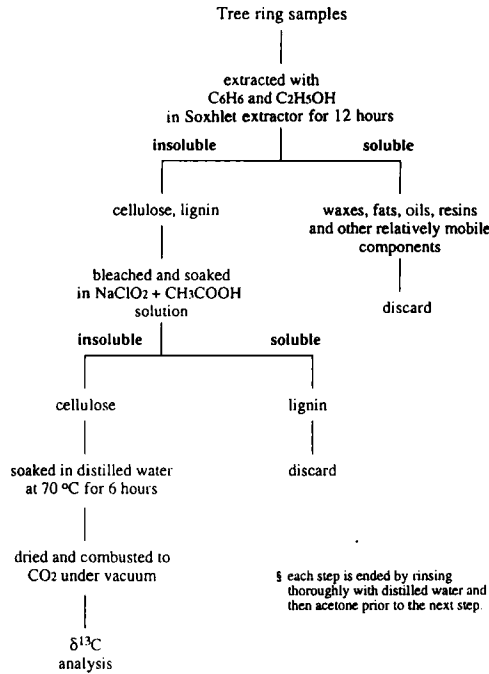 Tree ring samples
extracted with
C6H6 and C2H5OH
in Soxhlet extractor for 12 hours
insoluble soluble
cellulose, lignin
waxes, fats, oils, resins
and other relatively mobile
components
bleached and soaked
in NaClO2 + CH3COOH
solution
discard
insoluble soluble
cellulose lignin
soaked in distilled water
at 70 °C for 6 hours
discard
dried and combusted to
CO2 under vacuum
§ each step is ended by rinsing
thoroughly with distilled water and
then acetone prior to the next step.
δ13C
analysis